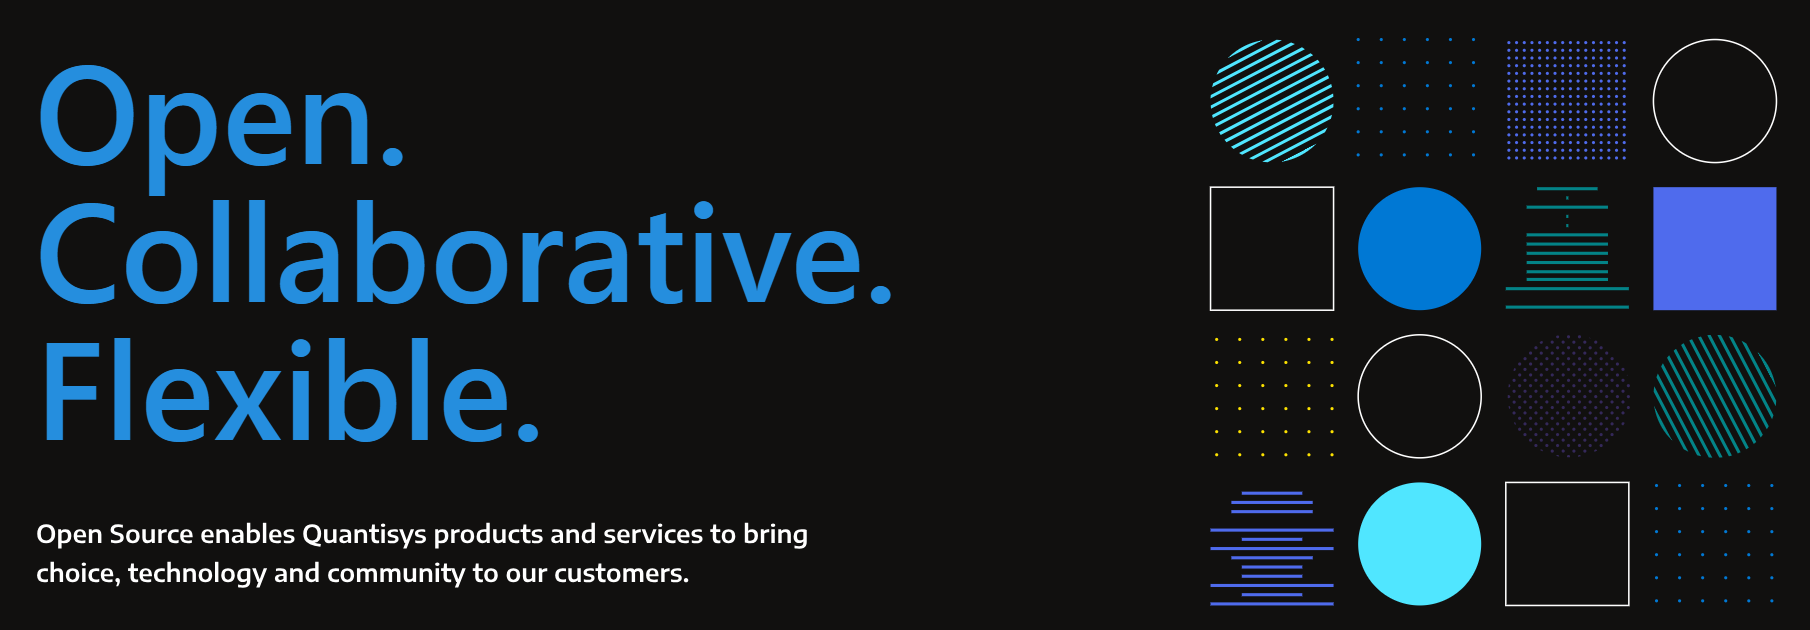 Open.
Collaborative.
Flexible.
Open Source enables Quantisys products and services to bring
choice, technology and community to our customers.